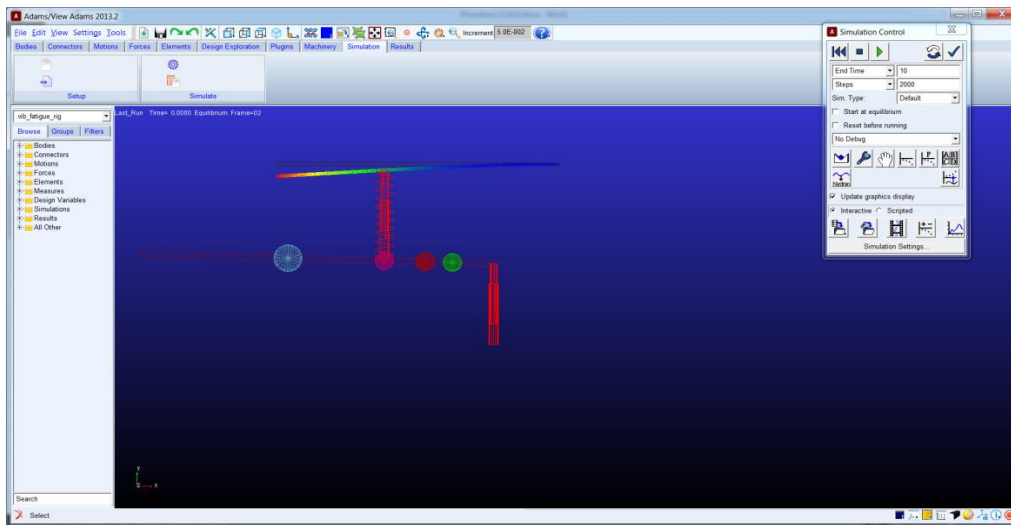 Adams/View Adams 2013.2
File Edit View Settings Tools
Increment 5.0E-002
Bodies Connectors Motions Forces Elements Design Exploration Plugins Machinery Simulation Results
Setup
Simulate
.vib_fatigue_rig
Browse Groups Filters
Bodies
Connectors
Motions
Forces
Elements
Measures
Design Variables
Simulations
Results
All Other
Search
Select
Last_Run Time= 0.0000 Equilibrium Frame=02
y
x
Simulation Control
End Time 10
Steps 2000
Sim. Type: Default
Start at equilibrium
Reset before running
No Debug
Nastran
Update graphics display
Interactive Scripted
Simulation Settings...